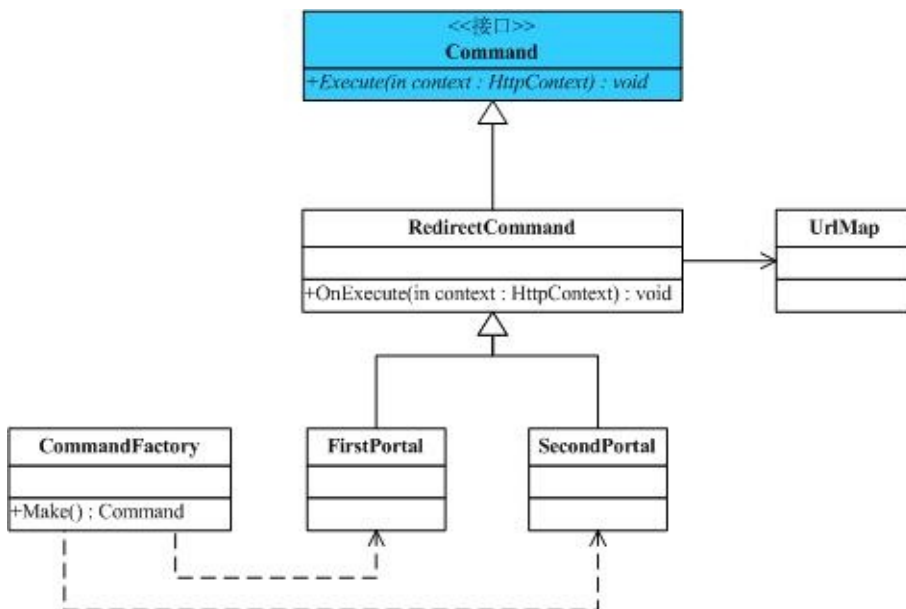 <<接口>>
Command
+Execute(in context : HttpContext) : void
RedirectCommand
+OnExecute(in context : HttpContext) : void
UrlMap
CommandFactory
+Make() : Command
FirstPortal
SecondPortal